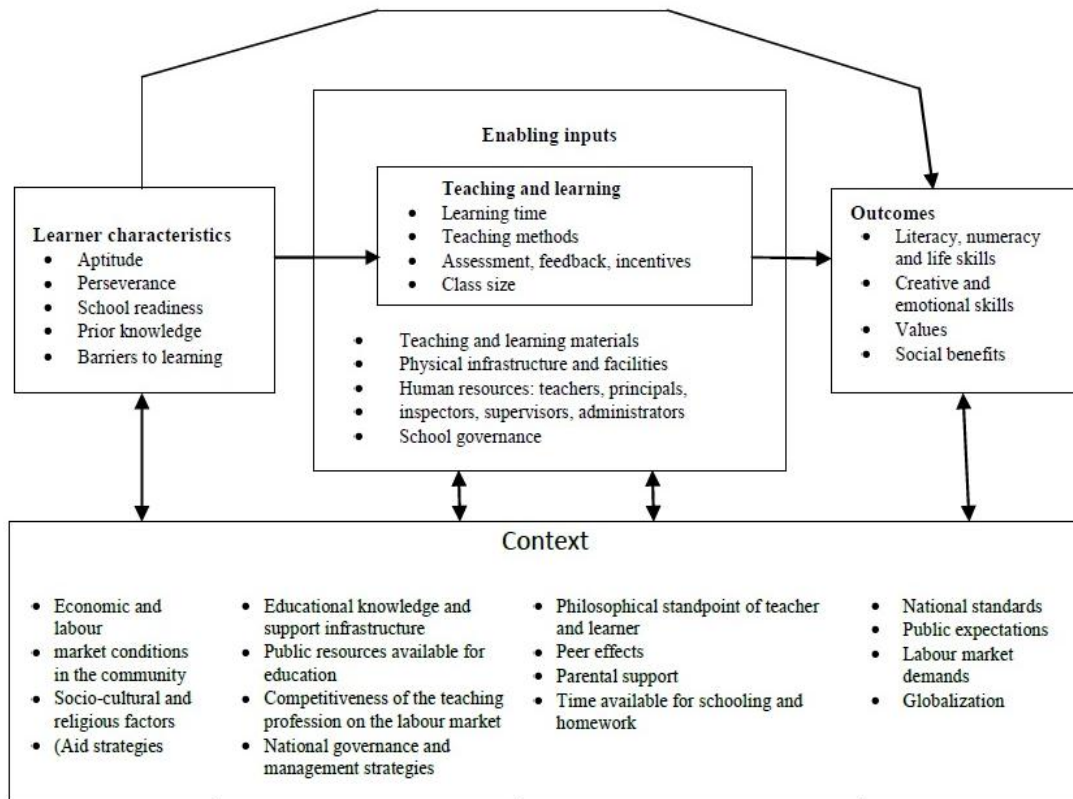 Enabling inputs
Teaching and learning
• Learning time
• Teaching methods
• Assessment, feedback, incentives
• Class size
Learner characteristics
• Aptitude
• Perseverance
• School readiness
• Prior knowledge
• Barriers to learning
• Teaching and learning materials
• Physical infrastructure and facilities
• Human resources: teachers, principals,
• inspectors, supervisors, administrators
• School governance
Outcomes
• Literacy, numeracy
and life skills
• Creative and
emotional skills
• Values
• Social benefits
Context
• Economic and
labour
• market conditions
in the community
• Socio-cultural and
religious factors
• (Aid strategies
• Educational knowledge and
support infrastructure
• Public resources available for
education
• Competitiveness of the teaching
profession on the labour market
• National governance and
management strategies
• Philosophical standpoint of teacher
and learner
• Peer effects
• Parental support
• Time available for schooling and
homework
• National standards
• Public expectations
• Labour market
demands
• Globalization